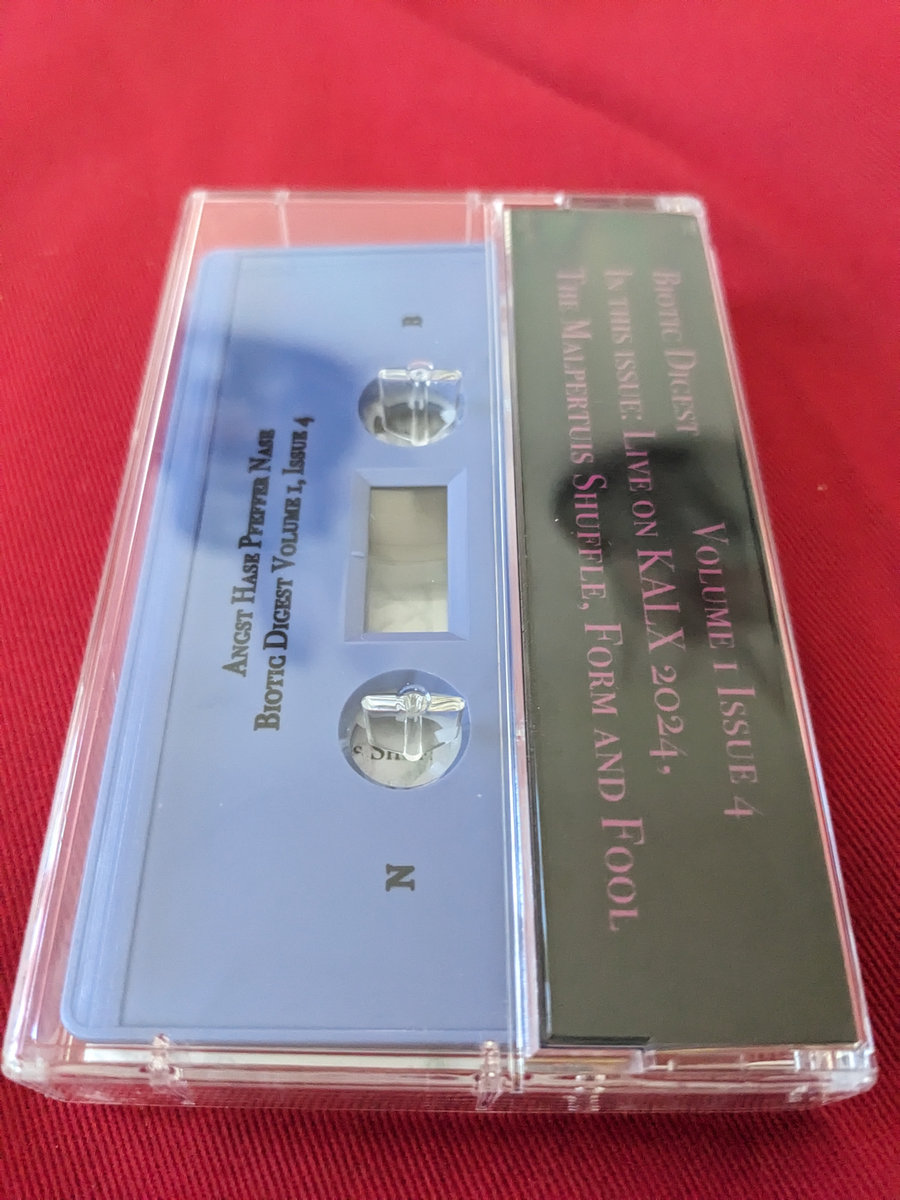 Biotic Digest Volume 1 Issue 4
In this issue: Live on KALX 2024,
The Malpertuis Shuffle, Form and Fool
B
Angst Hase Pfeffer Nase
Biotic Digest Volume 1, Issue 4
N